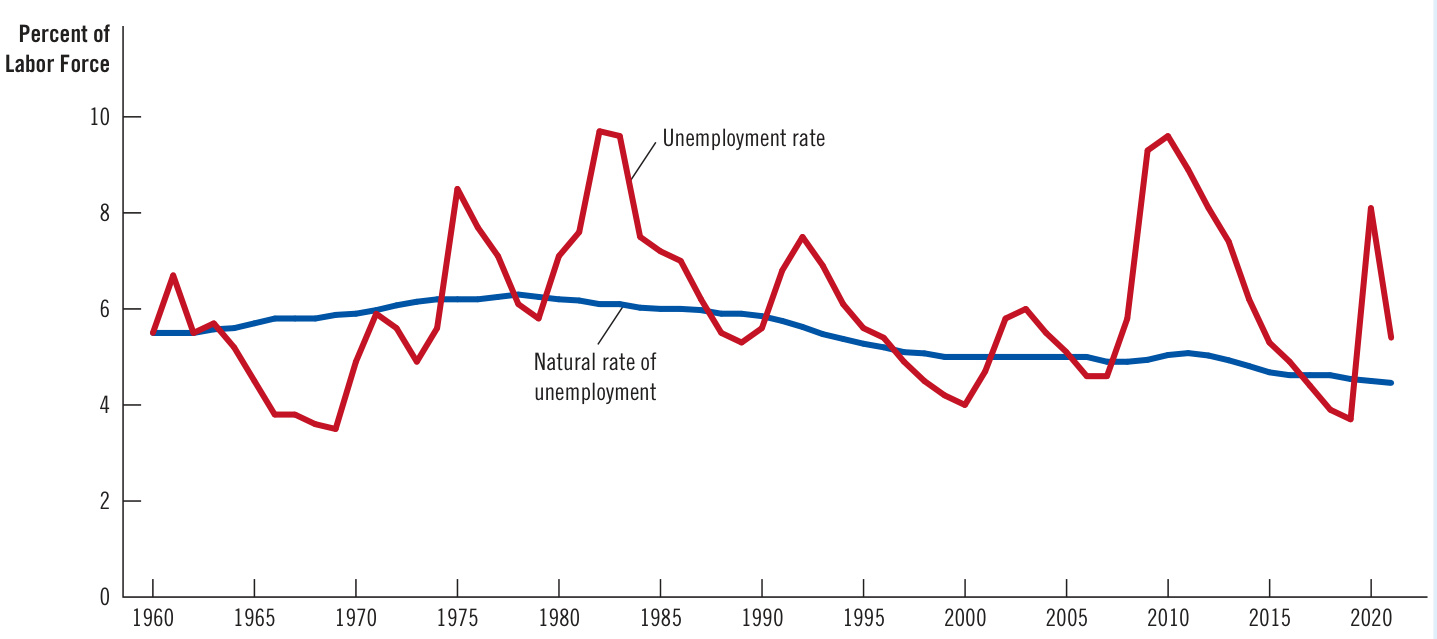 Percent of
Labor Force
10
Unemployment rate
8
6
Natural rate of
unemployment
4
2
0
1960 1965 1970 1975 1980 1985 1990 1995 2000 2005 2010 2015 2020